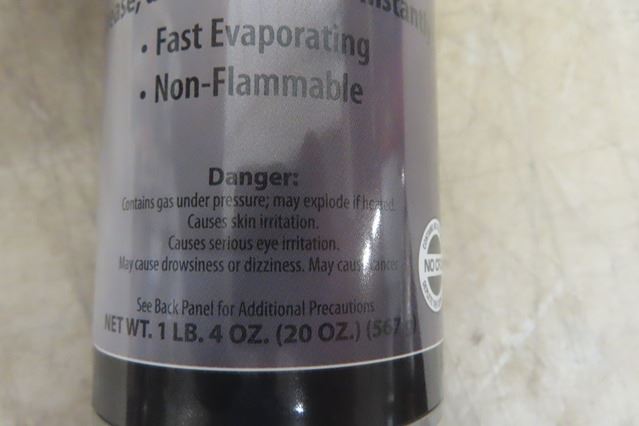 instantly
• Fast Evaporating
• Non-Flammable
Danger:
Contains gas under pressure; may explode if heated.
Causes skin irritation.
Causes serious eye irritation.
May cause drowsiness or dizziness. May cause cancer
See Back Panel for Additional Precautions
NET WT. 1 LB. 4 OZ. (20 OZ.) (567